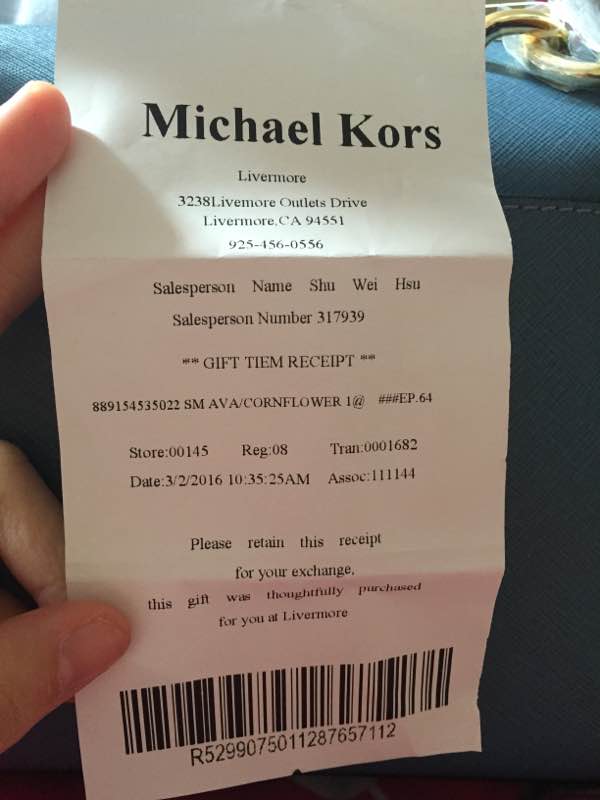 Michael Kors
Livermore
3238Livemore Outlets Drive
Livermore,CA 94551
925-456-0556
Salesperson Name Shu Wei Hsu
Salesperson Number 317939
** GIFT TIEM RECEIPT **
889154535022 SM AVA/CORNFLOWER 1@ ###EP.64
Store:00145 Reg:08 Tran:0001682
Date:3/2/2016 10:35:25AM Assoc:111144
Please retain this receipt
for your exchange,
this gift was thoughtfully purchased
for you at Livermore
R5299075011287657112